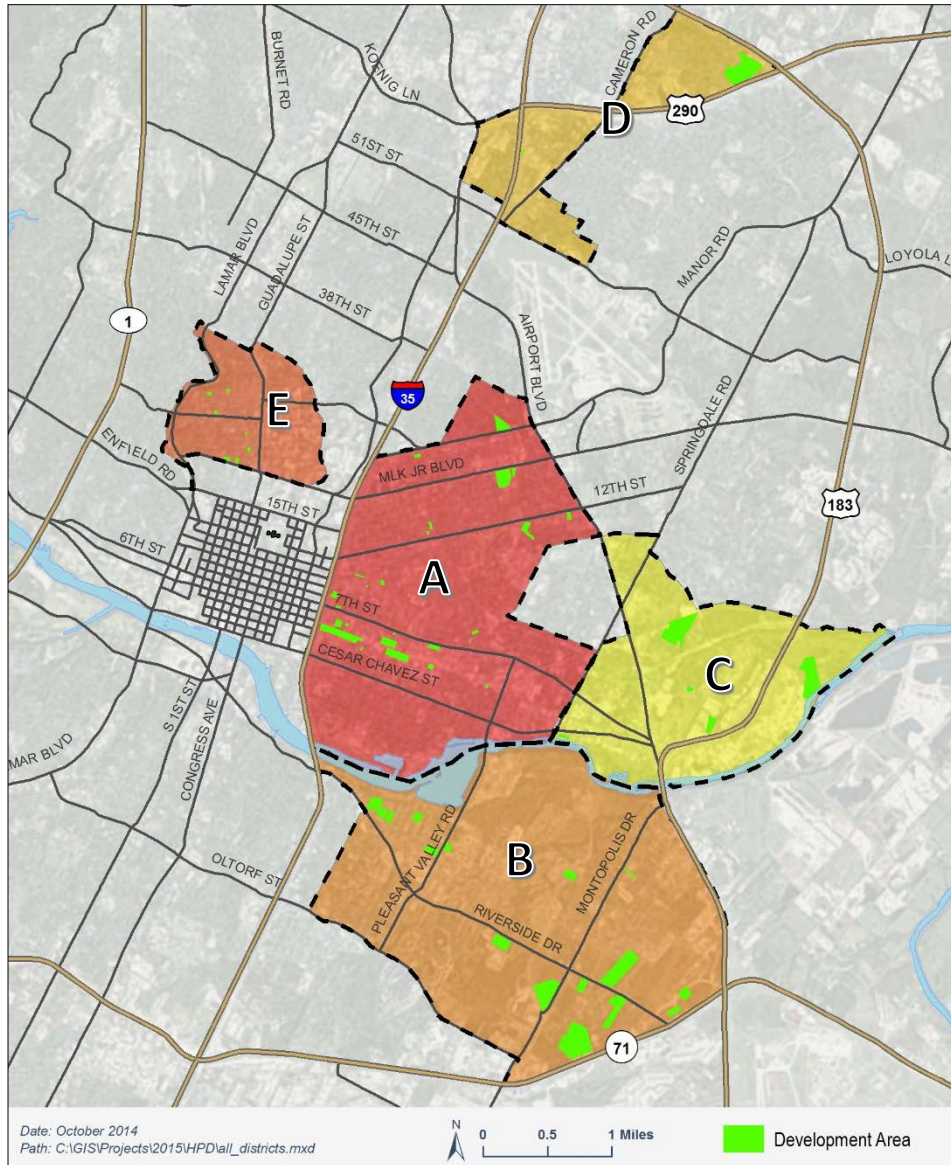 BURNET RD
KOENIG LN
CAMERON RD
D
290
51ST ST
45TH ST
LAMAR BLVD
GUADALUPE ST
38TH ST
MANOR RD
LOYOLA L
1
AIRPORT BLVD
35
E
SPRINGDALE RD
ENFIELD RD
MLK JR BLVD
12TH ST
15TH ST
183
6TH ST
A
7TH ST
CESAR CHAVEZ ST
C
S 1ST ST
CONGRESS AVE
MAR BLVD
OLTORF ST
PLEASANT VALLEY RD
B
MONTOPOLIS DR
RIVERSIDE DR
71
Date: October 2014
Path: C:\GIS\Projects\2015\HPD\all_districts.mxd
N
0 0.5 1 Miles
Development Area